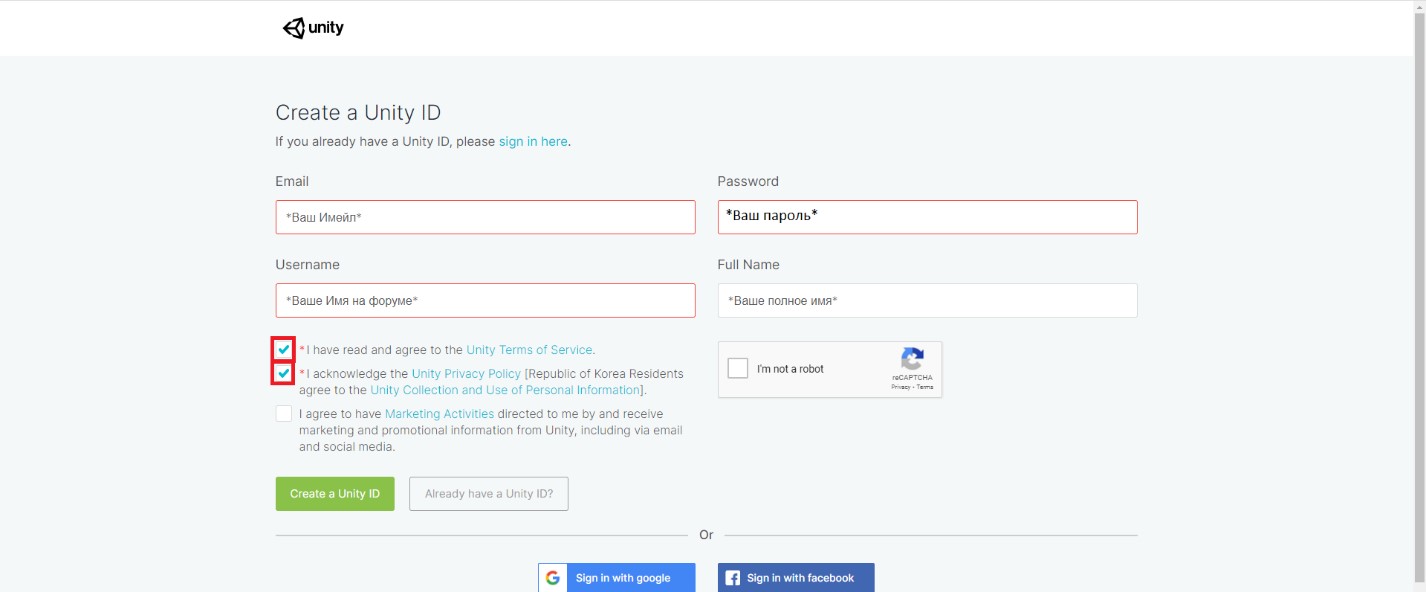 unity
Create a Unity ID
If you already have a Unity ID, please sign in here.
Email
Password
*Ваш Имейл*
*Ваш пароль*
Username
Full Name
*Ваше Имя на форуме*
*Ваше полное имя*
* I have read and agree to the Unity Terms of Service.
* I acknowledge the Unity Privacy Policy [Republic of Korea Residents
agree to the Unity Collection and Use of Personal Information].
I agree to have Marketing Activities directed to me by and receive
marketing and promotional information from Unity, including via email
and social media.
I'm not a robot
reCAPTCHA
Privacy - Terms
Create a Unity ID
Already have a Unity ID?
Or
Sign in with google
Sign in with facebook